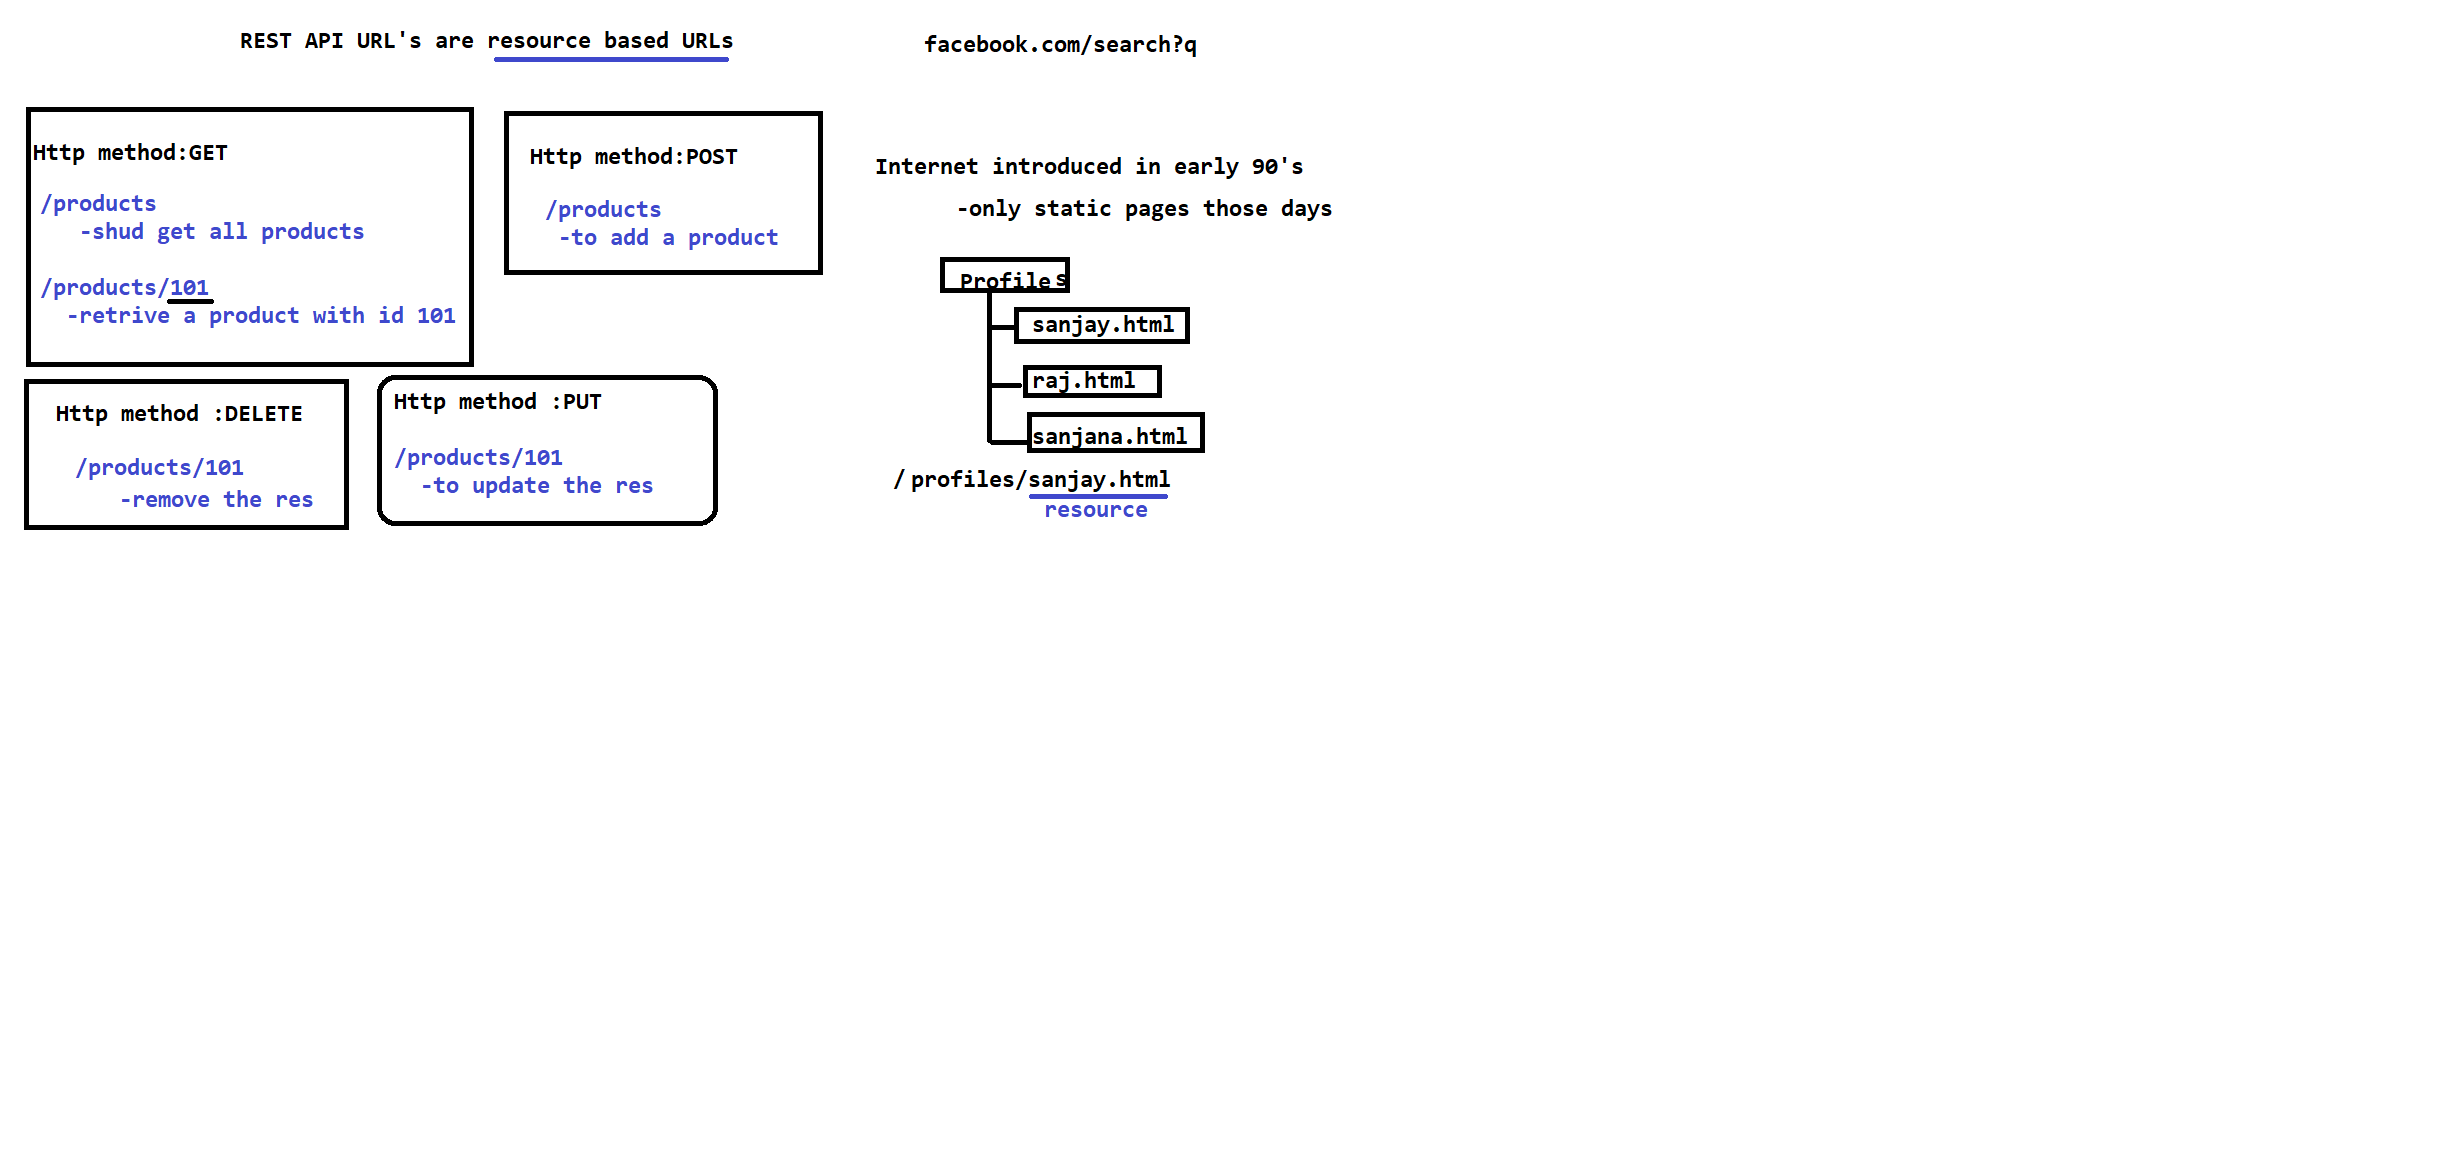 REST API URL's are resource based URLs
facebook.com/search?q
Http method:GET
/products
-shud get all products
/products/101
-retrive a product with id 101
Http method:POST
/products
-to add a product
Http method :DELETE
/products/101
-remove the res
Http method :PUT
/products/101
-to update the res
Internet introduced in early 90's
-only static pages those days
Profiles
sanjay.html
raj.html
sanjana.html
/profiles/sanjay.html
resource